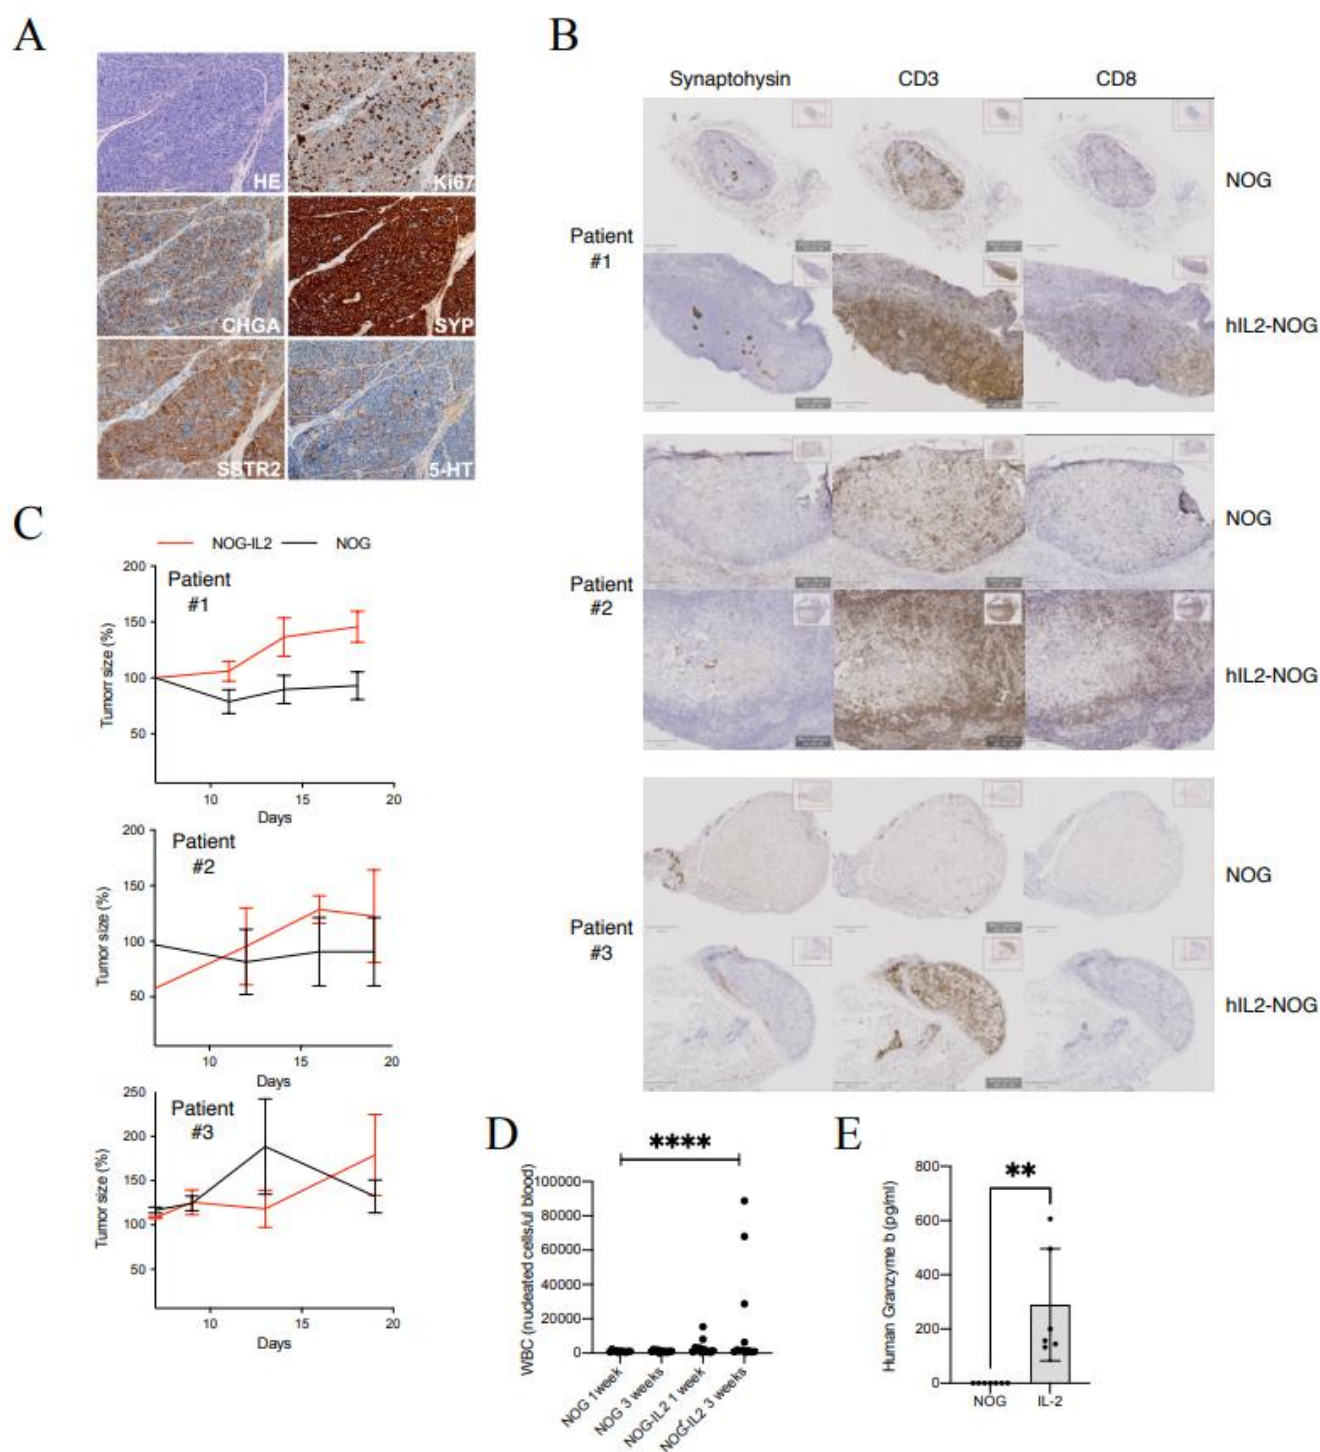 A
HE
Ki67
CHGA
SYP
SSTR2
5-HT
B
Synaptohysin CD3 CD8
Patient
#1
NOG
hIL2-NOG
Patient
#2
NOG
hIL2-NOG
Patient
#3
NOG
hIL2-NOG
C
NOG-IL2 NOG
Patient
#1
Tumorr size (%)
200
150
100
50
10 15 20
Days
Patient
#2
Tumor size (%)
200
150
100
50
10 15 20
Days
Patient
#3
Tumor size (%)
250
200
150
100
50
10 15 20
Days
D
****
WBC (nucleated cells/ul blood)
100000
80000
60000
40000
20000
0
NOG 1week
NOG 3 weeks
NOG-IL2 1 week
NOG-IL2 3 weeks
E
**
Human Granzyme b (pg/ml)
800
600
400
200
0
NOG IL-2